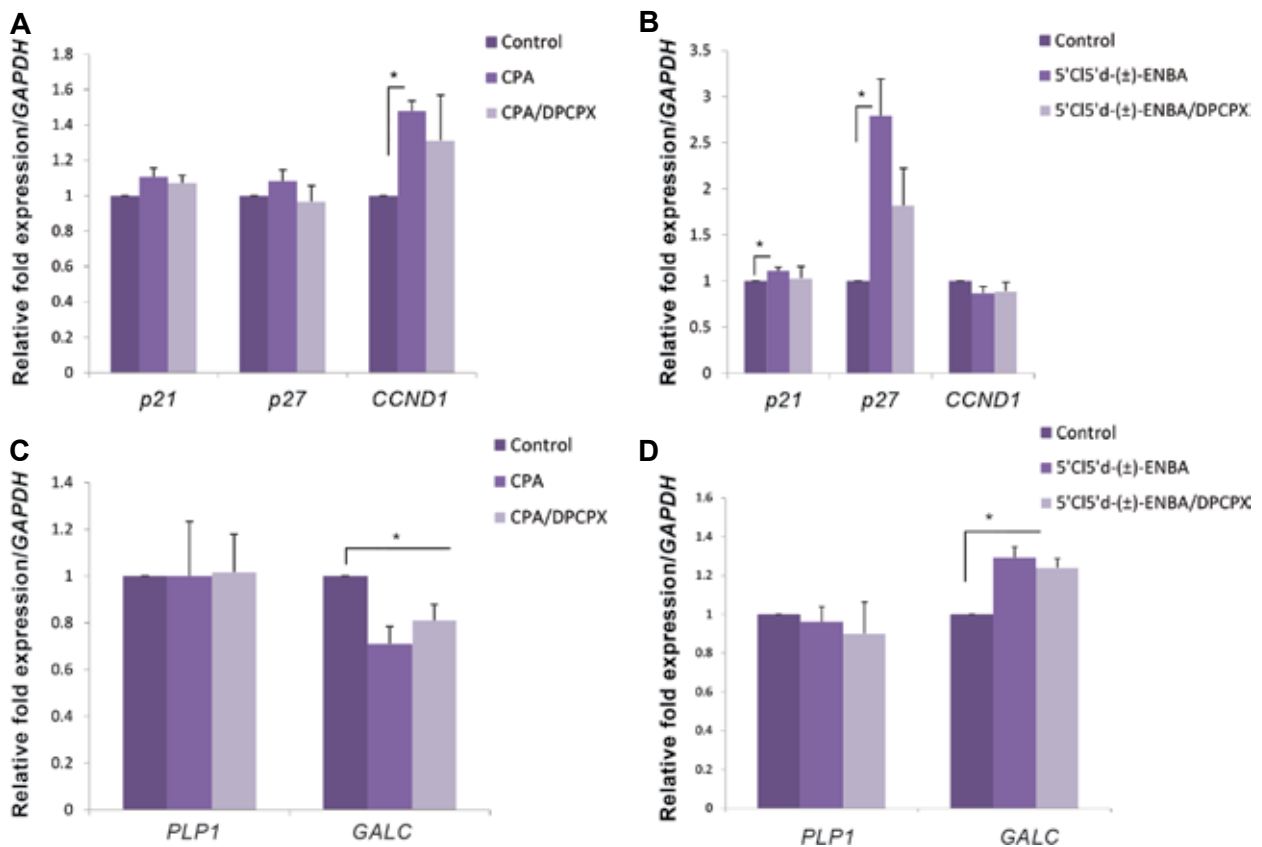 A
Relative fold expression/GAPDH
1.8
1.6
1.4
1.2
1
0.8
0.6
0.4
0.2
0
*
p21
p27
CCND1
Control
CPA
CPA/DPCPX
B
Relative fold expression/GAPDH
3.5
3
2.5
2
1.5
1
0.5
0
*
*
p21
p27
CCND1
Control
5'Cl5'd-(±)-ENBA
5'Cl5'd-(±)-ENBA/DPCPX
C
Relative fold expression/GAPDH
1.4
1.2
1
0.8
0.6
0.4
0.2
0
*
PLP1
GALC
Control
CPA
CPA/DPCPX
D
Relative fold expression/GAPDH
1.6
1.4
1.2
1
0.8
0.6
0.4
0.2
0
*
PLP1
GALC
Control
5'Cl5'd-(±)-ENBA
5'Cl5'd-(±)-ENBA/DPCPX